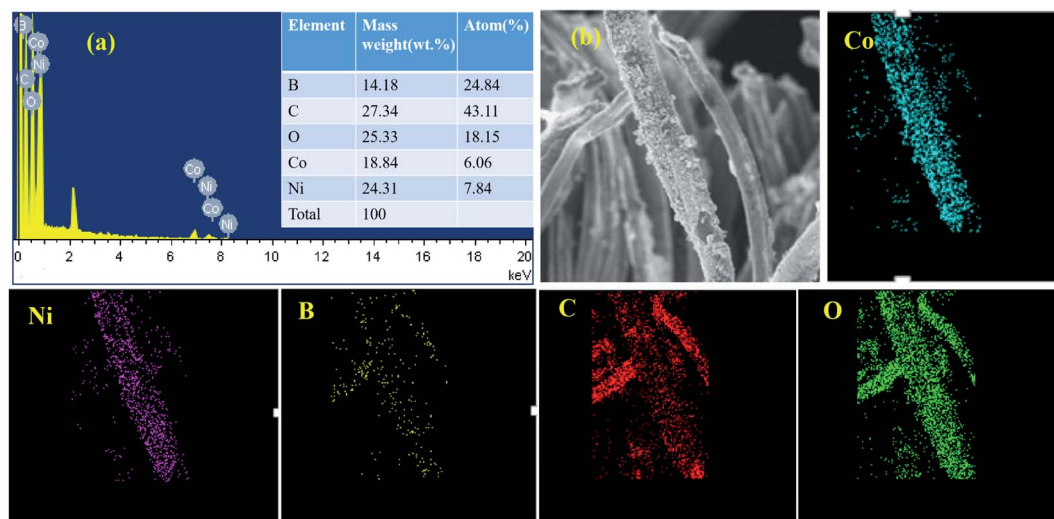 (a)
B
Co
Ni
C
O
Co
Ni
Co
Ni
0 2 4 6 8 10 12 14 16 18 20
keV
Element Mass weight(wt.%) Atom(%)
B 14.18 24.84
C 27.34 43.11
O 25.33 18.15
Co 18.84 6.06
Ni 24.31 7.84
Total 100
(b)
Co
Ni
B
C
O